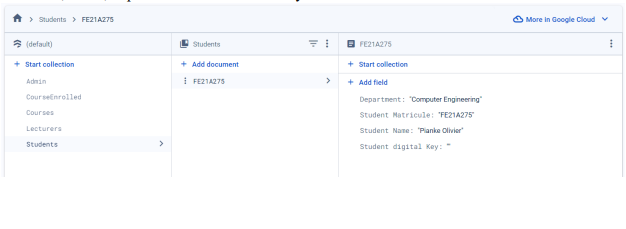 Students > FE21A275
More in Google Cloud
(default)
Students
FE21A275
+ Start collection
+ Add document
+ Start collection
Admin
FE21A275
+ Add field
CourseEnrolled
Department: "Computer Engineering"
Courses
Student Matricule: "FE21A275"
Lecturers
Student Name: "Pianke Olivier"
Students
Student digital Key: ""